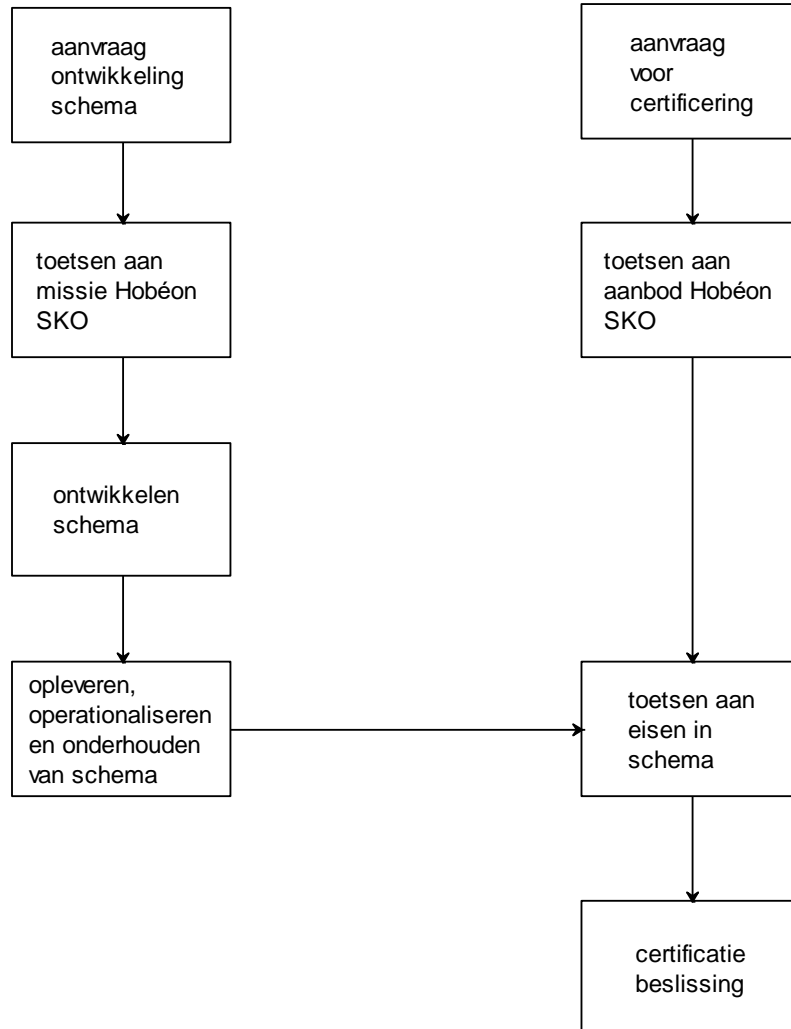 aanvraag
ontwikkeling
schema
toetsen aan
missie Hobéon
SKO
ontwikkelen
schema
opleveren,
operationaliseren
en onderhouden
van schema
aanvraag
voor
certificering
toetsen aan
aanbod Hobéon
SKO
toetsen aan
eisen in
schema
certificatie
beslissing